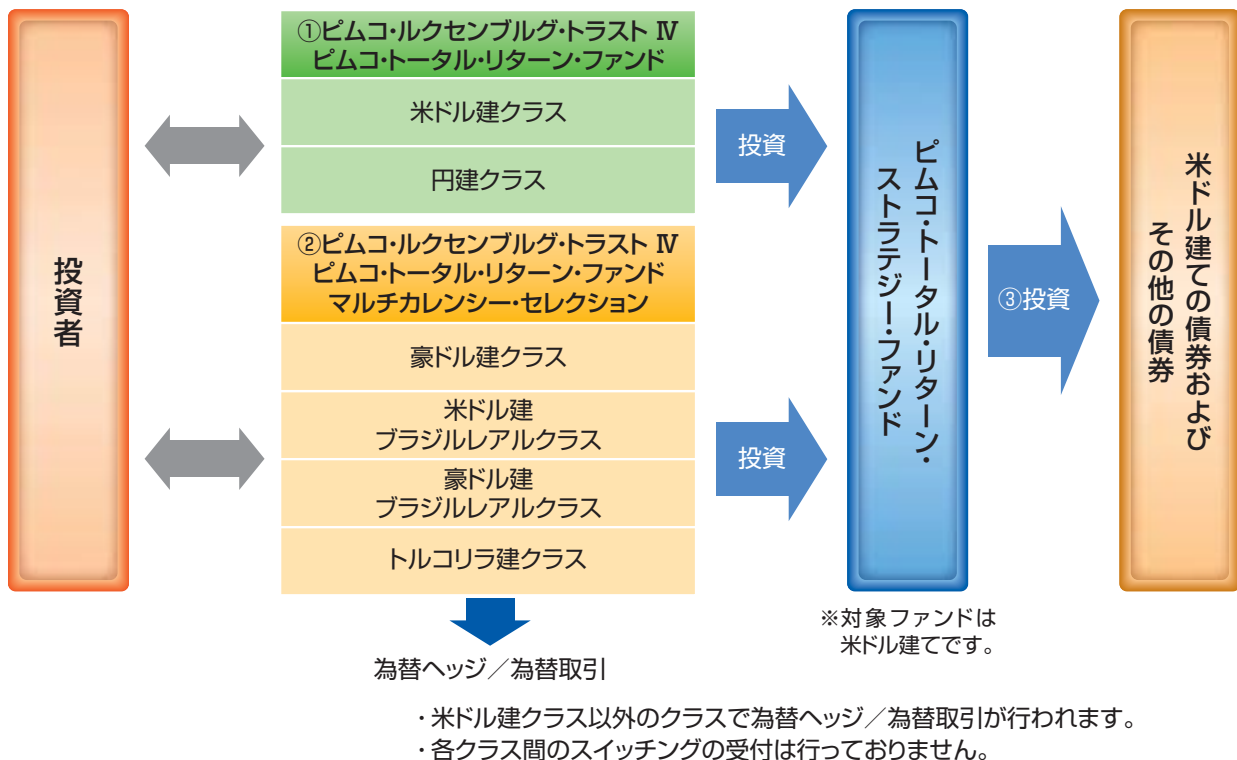 投資者
①ピムコ・ルクセンブルグ・トラスト Ⅳ
ピムコ・トータル・リターン・ファンド
米ドル建クラス
円建クラス
②ピムコ・ルクセンブルグ・トラスト Ⅳ
ピムコ・トータル・リターン・ファンド
マルチカレンシー・セレクション
豪ドル建クラス
米ドル建
ブラジルレアルクラス
豪ドル建
ブラジルレアルクラス
トルコリラ建クラス
投資
投資
ピムコ・トータル・リターン・
ストラテジー・ファンド
③投資
米ドル建ての債券および
その他の債券
※対象ファンドは
米ドル建てです。
為替ヘッジ／為替取引
・米ドル建クラス以外のクラスで為替ヘッジ／為替取引が行われます。
・各クラス間のスイッチングの受付は行っておりません。